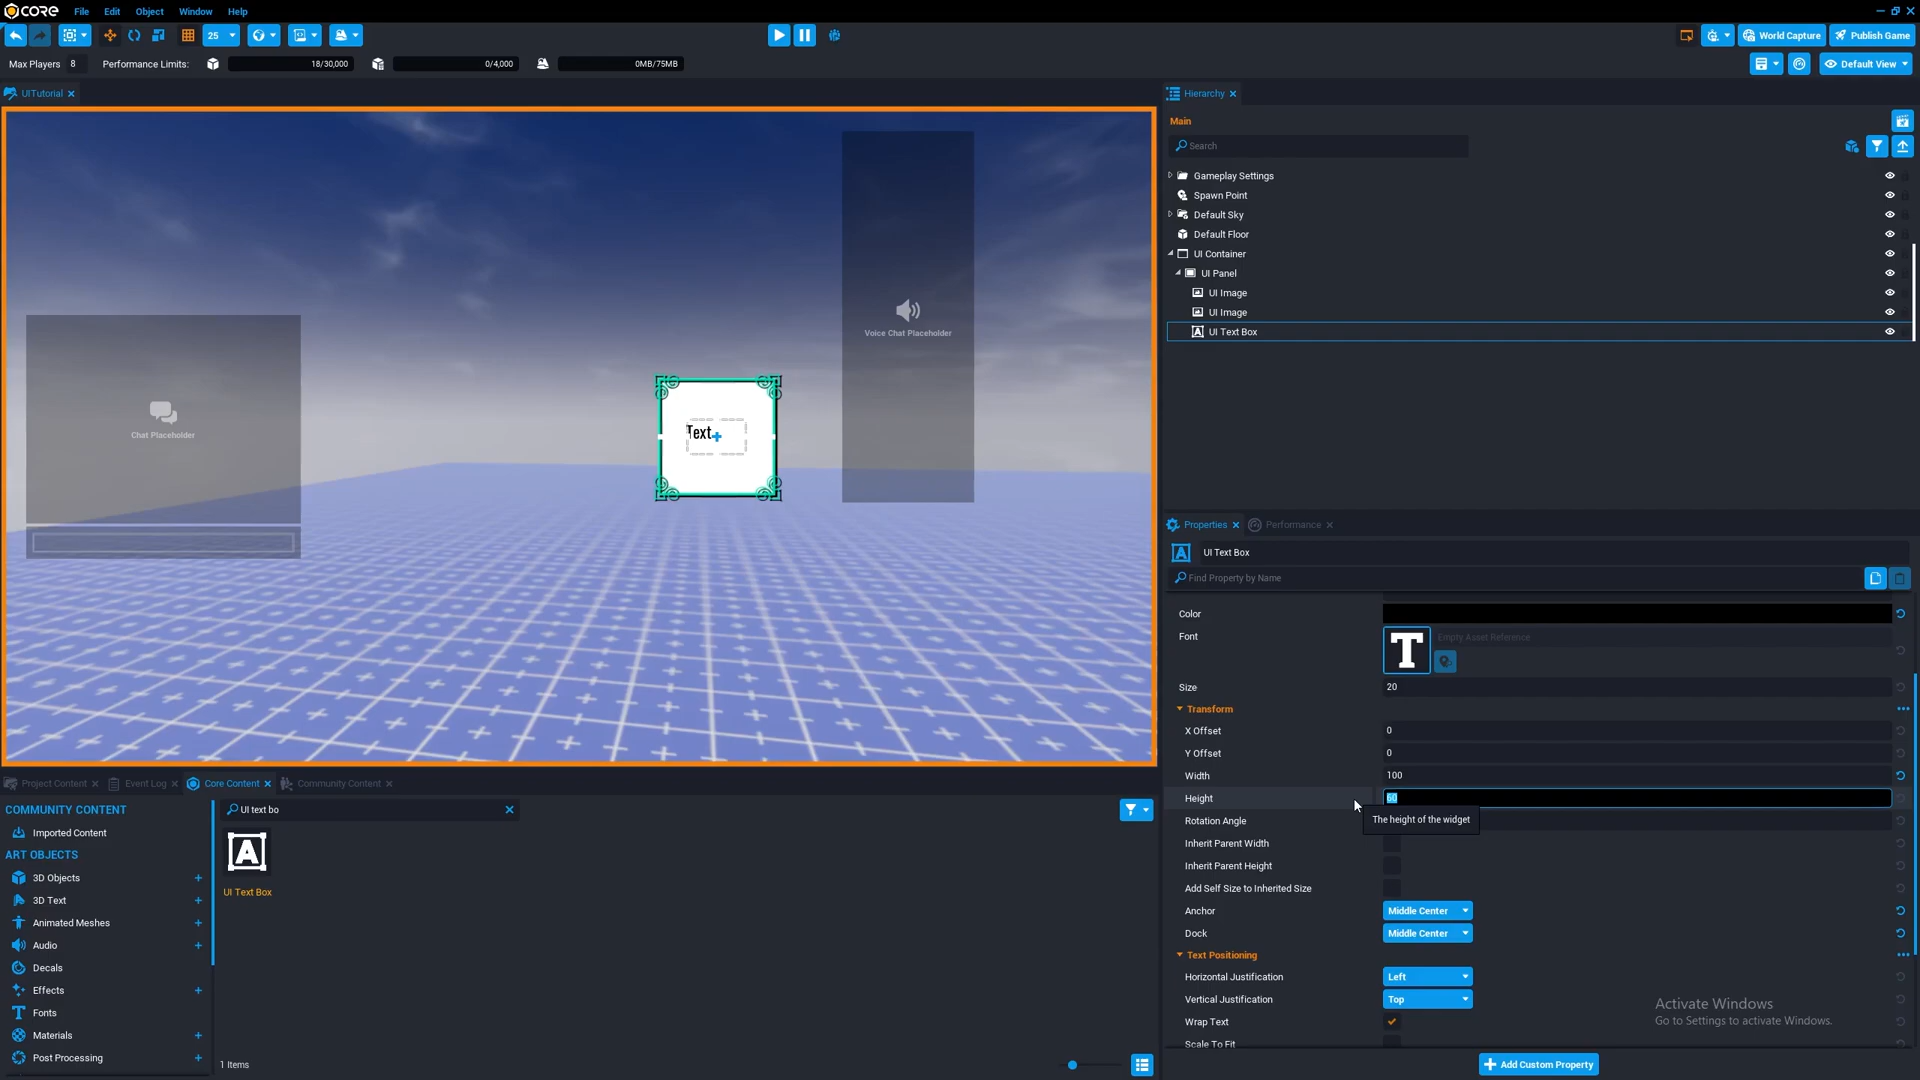 CORE File Edit Object Window Help
25 World Capture Publish Game
Max Players 8 Performance Limits: 18/30,000 0/4,000 0MB/75MB Default View
UITutorial
Hierarchy
Main
Search
Gameplay Settings
Spawn Point
Default Sky
Default Floor
UI Container
UI Panel
UI Image
UI Image
UI Text Box
Voice Chat Placeholder
Chat Placeholder
Text
Properties Performance
UI Text Box
Find Property by Name
Color
Font Empty Asset Reference
Size 20
Transform
X Offset 0
Y Offset 0
Width 100
Height 60
The height of the widget
Rotation Angle
Inherit Parent Width
Inherit Parent Height
Add Self Size to Inherited Size
Anchor Middle Center
Dock Middle Center
Text Positioning
Horizontal Justification Left
Vertical Justification Top
Wrap Text
Scale To Fit
Add Custom Property
Activate Windows
Go to Settings to activate Windows.
Project Content Event Log Core Content Community Content
COMMUNITY CONTENT
Imported Content
ART OBJECTS
3D Objects
3D Text
Animated Meshes
Audio
Decals
Effects
Fonts
Materials
Post Processing
UI text bo
UI Text Box
1 Items